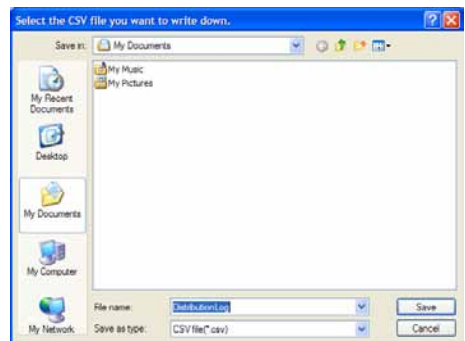 Select the CSV file you want to write down.
Save in:
My Documents
My Recent
Documents
Desktop
My Documents
My Computer
My Network
My Music
My Pictures
File name:
DistributionLog
Save
Save as type:
CSV file(*.csv)
Cancel